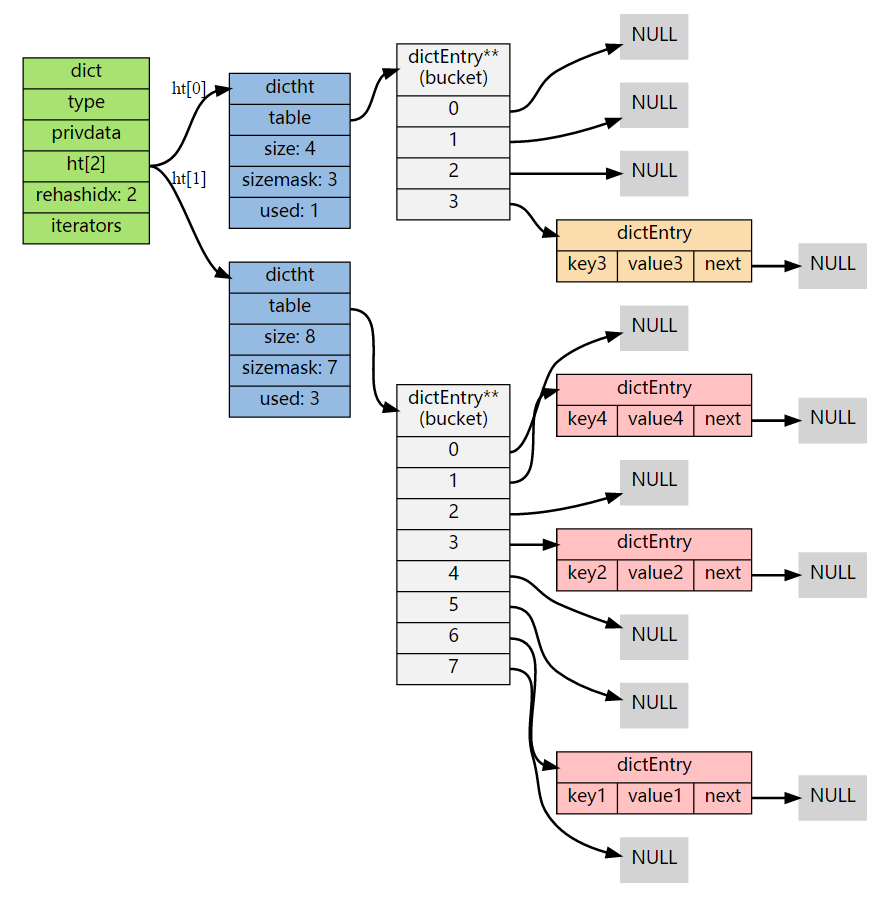 dict
type
privdata
ht[2]
rehashidx: 2
iterators
ht[0]
ht[1]
dictht
table
size: 4
sizemask: 3
used: 1
dictht
table
size: 8
sizemask: 7
used: 3
dictEntry**
(bucket)
0
1
2
3
NULL
NULL
NULL
dictEntry
key3 value3 next
NULL
dictEntry**
(bucket)
0
1
2
3
4
5
6
7
NULL
dictEntry
key4 value4 next
NULL
NULL
dictEntry
key2 value2 next
NULL
NULL
NULL
dictEntry
key1 value1 next
NULL
NULL